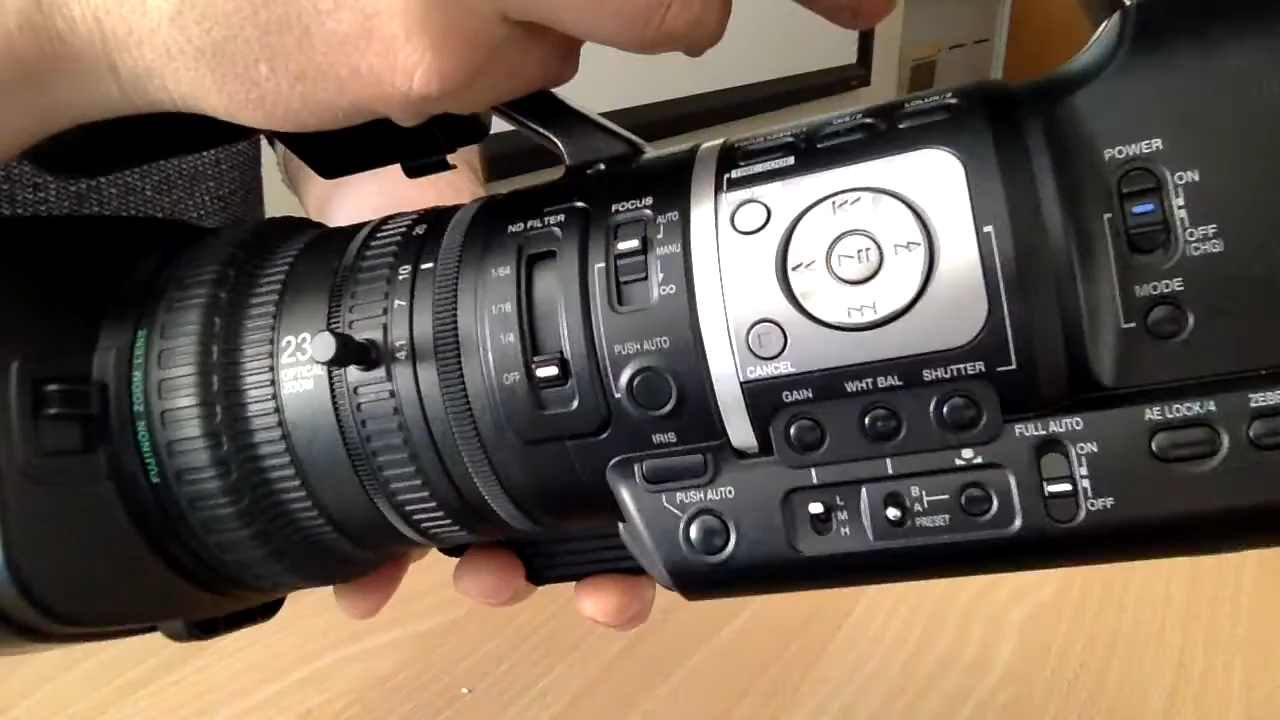 FUJINON ZOOM LENS
23
OPTICAL
ZOOM
10
7
4.1
ND FILTER
1/64
1/16
1/4
OFF
FOCUS
AUTO
MANU
∞
PUSH AUTO
IRIS
PUSH AUTO
TIME CODE
CANCEL
GAIN
WHT BAL
SHUTTER
L
M
H
B
A
PRESET
FULL AUTO
ON
OFF
POWER
ON
OFF
(CHG)
MODE
AE LOCK/4